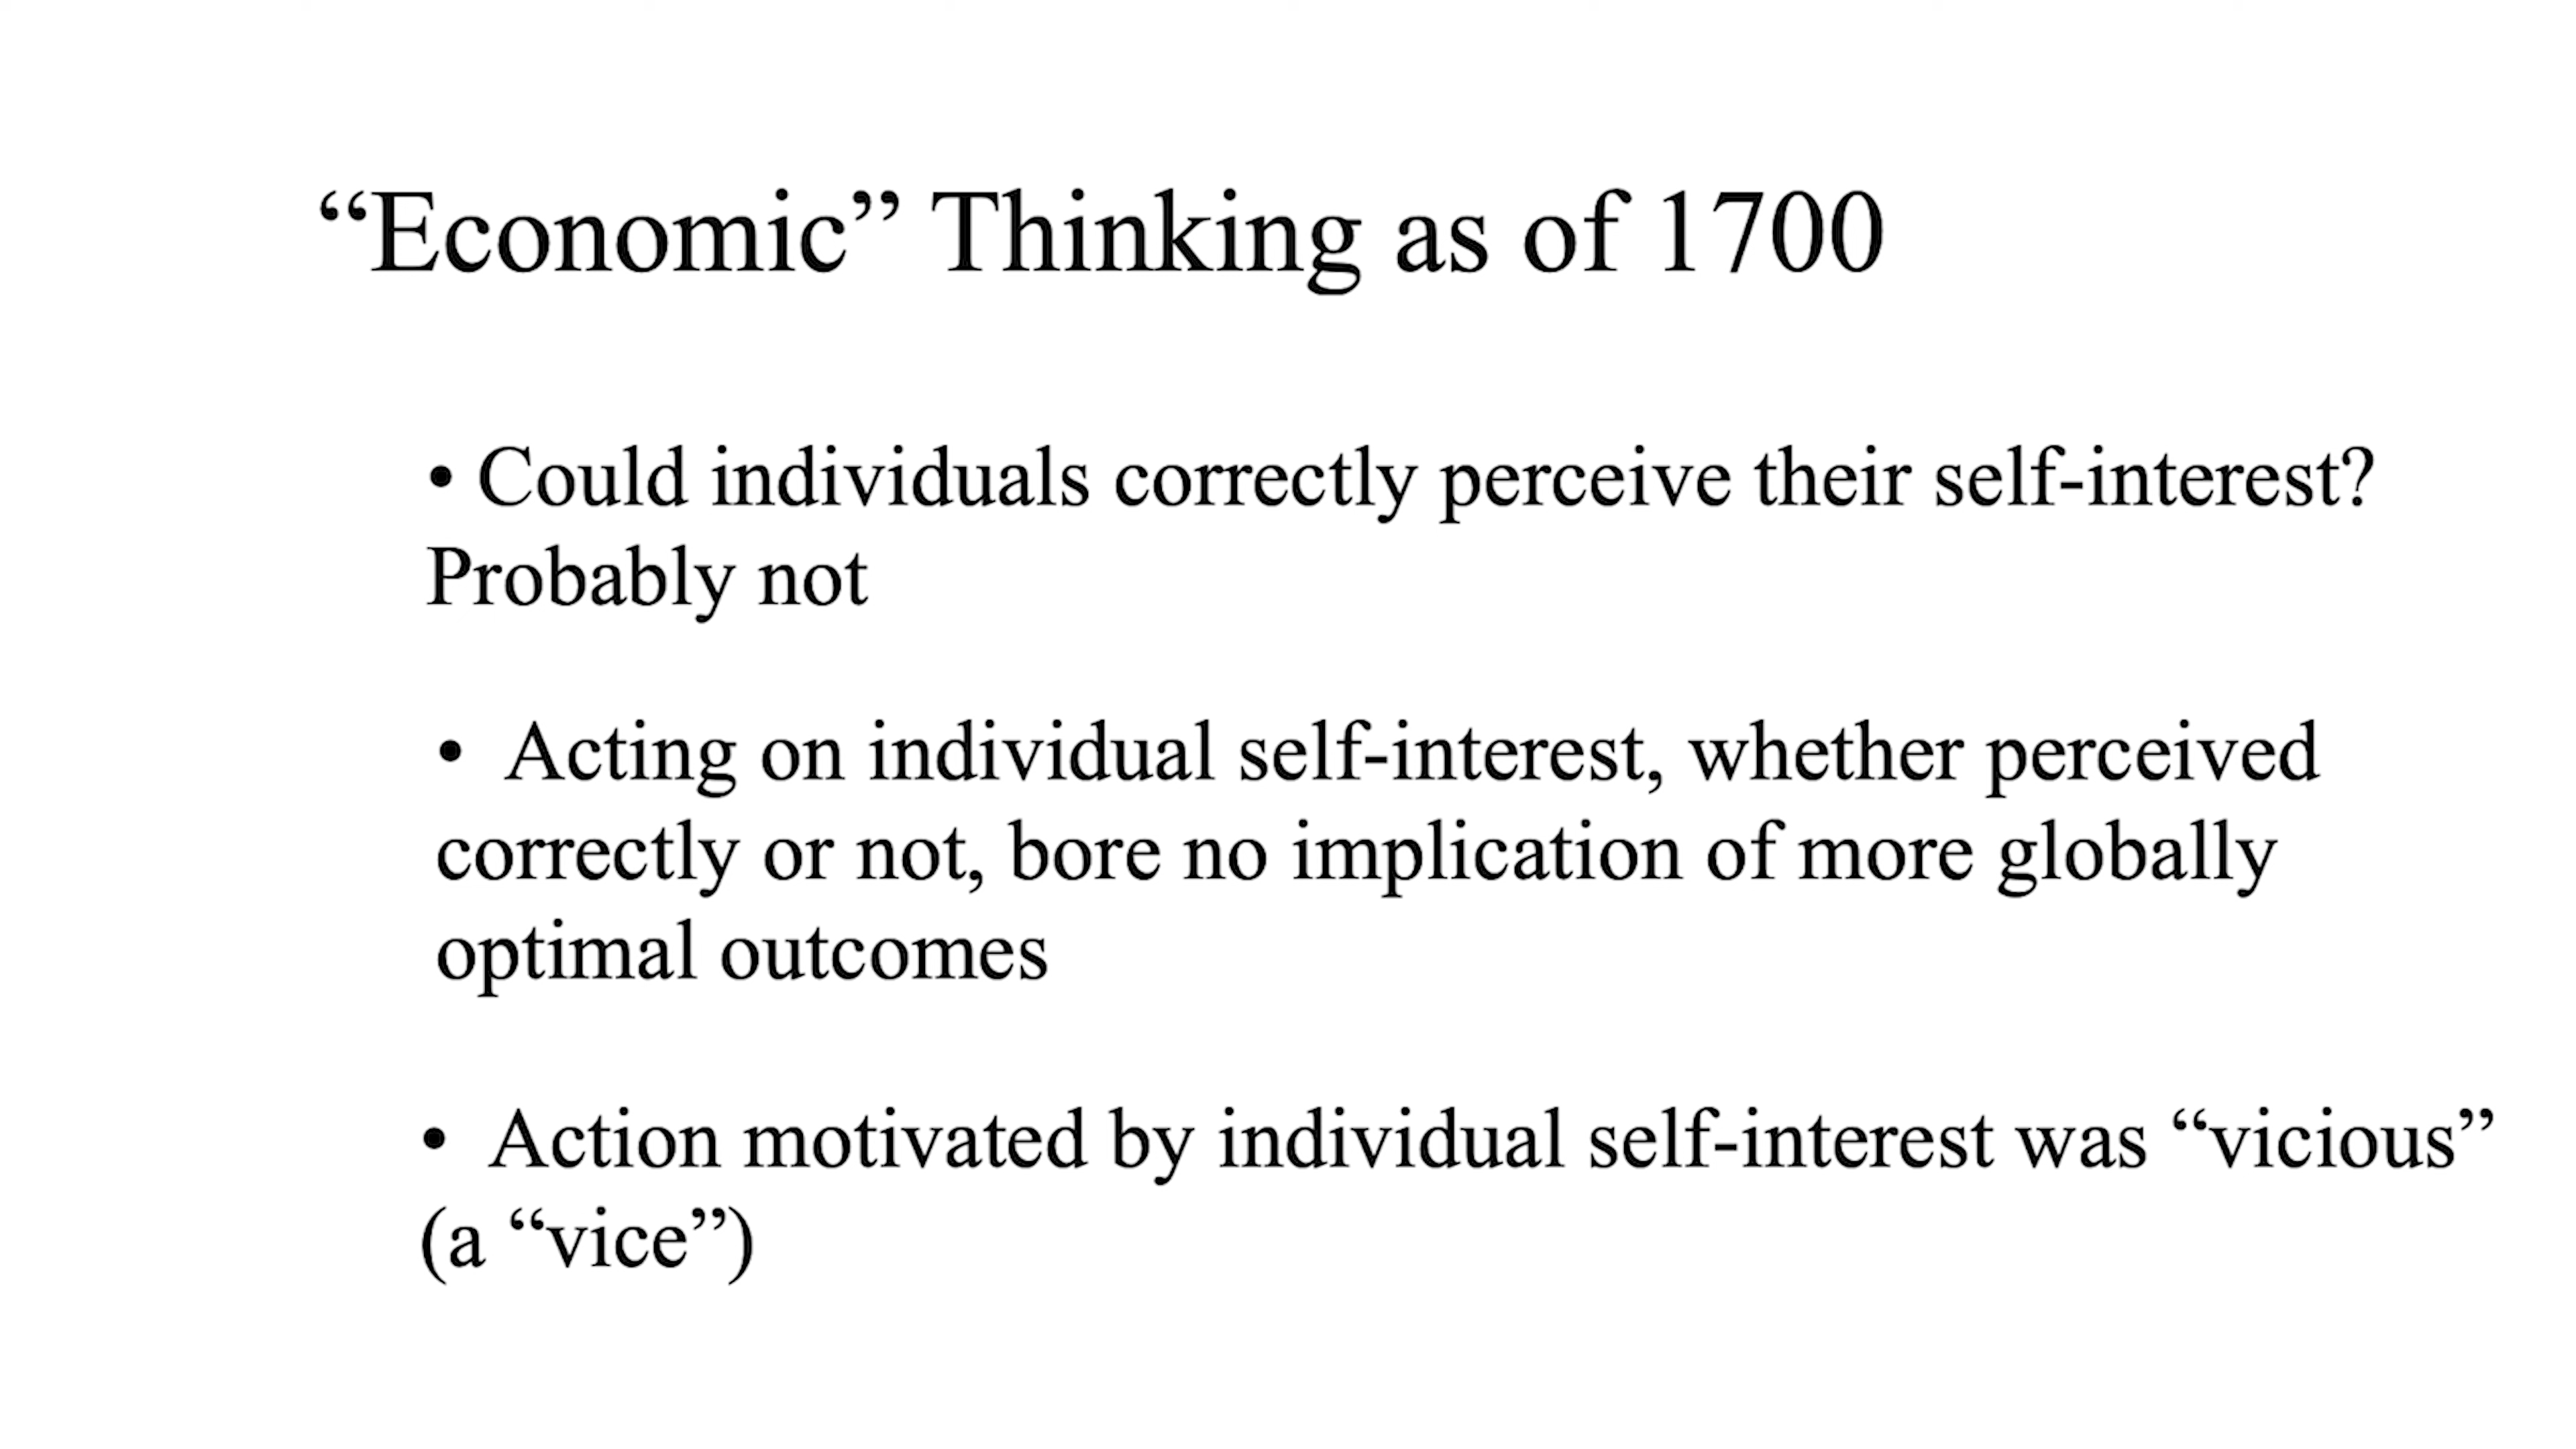 “Economic” Thinking as of 1700
• Could individuals correctly perceive their self-interest?
Probably not
• Acting on individual self-interest, whether perceived
correctly or not, bore no implication of more globally
optimal outcomes
• Action motivated by individual self-interest was “vicious”
(a “vice”)